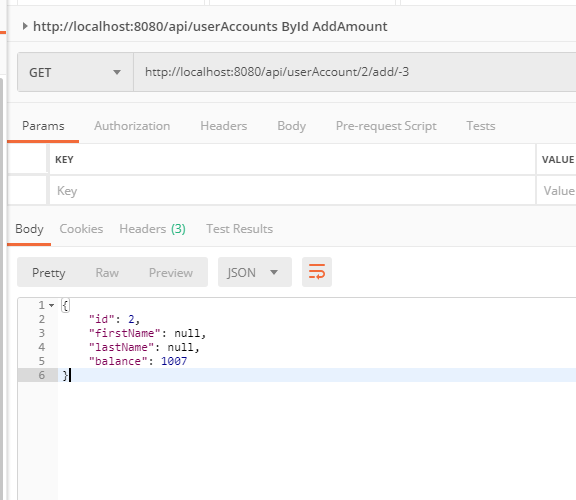 http://localhost:8080/api/userAccounts ById AddAmount
GET http://localhost:8080/api/userAccount/2/add/-3
Params Authorization Headers Body Pre-request Script Tests
KEY VALUE
Key Value
Body Cookies Headers (3) Test Results
Pretty Raw Preview JSON
1 {
2 "id": 2,
3 "firstName": null,
4 "lastName": null,
5 "balance": 1007
6 }